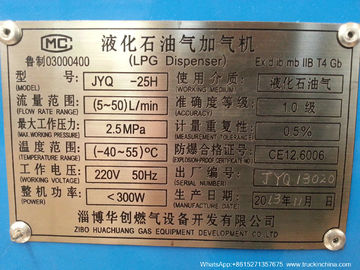 MC
液化石油气加气机
鲁制03000400 (LPG Dispenser) Ex d ib mb IIB T4 Gb
型 号: JYQ -25H 使用介质: 液化石油气
(MODEL) (WORKING MEDIUM)
流量范围: (5~50)L/min 准确度等级: 1.0 级
(FLOW RATE RANGE) (ACCURACY CLASS)
最大工作压力: 2.5MPa 计量重复性: 0.5%
(MAX.WORKING PRESSURE) (MEASUREMENT REPEATABILITY)
温度范围: (-40~55)℃ 防爆合格证号: CE12.6006
(TEMPERATURE RANGE) (EXPLOSION-PROOF CERTIFICATE NO)
工作电压: 220V 50Hz 出厂编号: JYQ13020
(WORKING VOLTAGE)
整机功率: <300W 生产日期: 2013年11月 日
淄博华创燃气设备开发有限公司
ZIBO HUACHUANG GAS EQUIPMENT DEVELOPMENT CO.,LTD
WhatsApp:+8615271357675 www.truckinchina.com